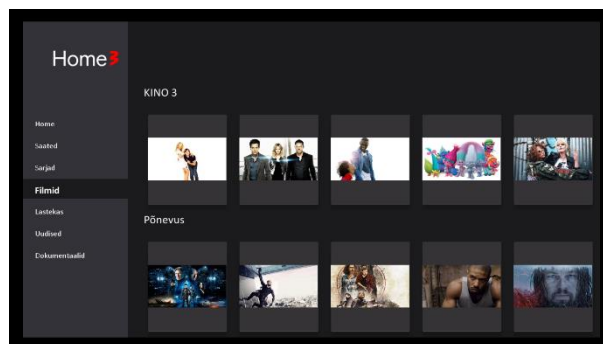 Home3
KINO 3
Home
Saated
Sarjad
Filmid
Lastekas
Uudised
Dokumentaalid
Põnevus